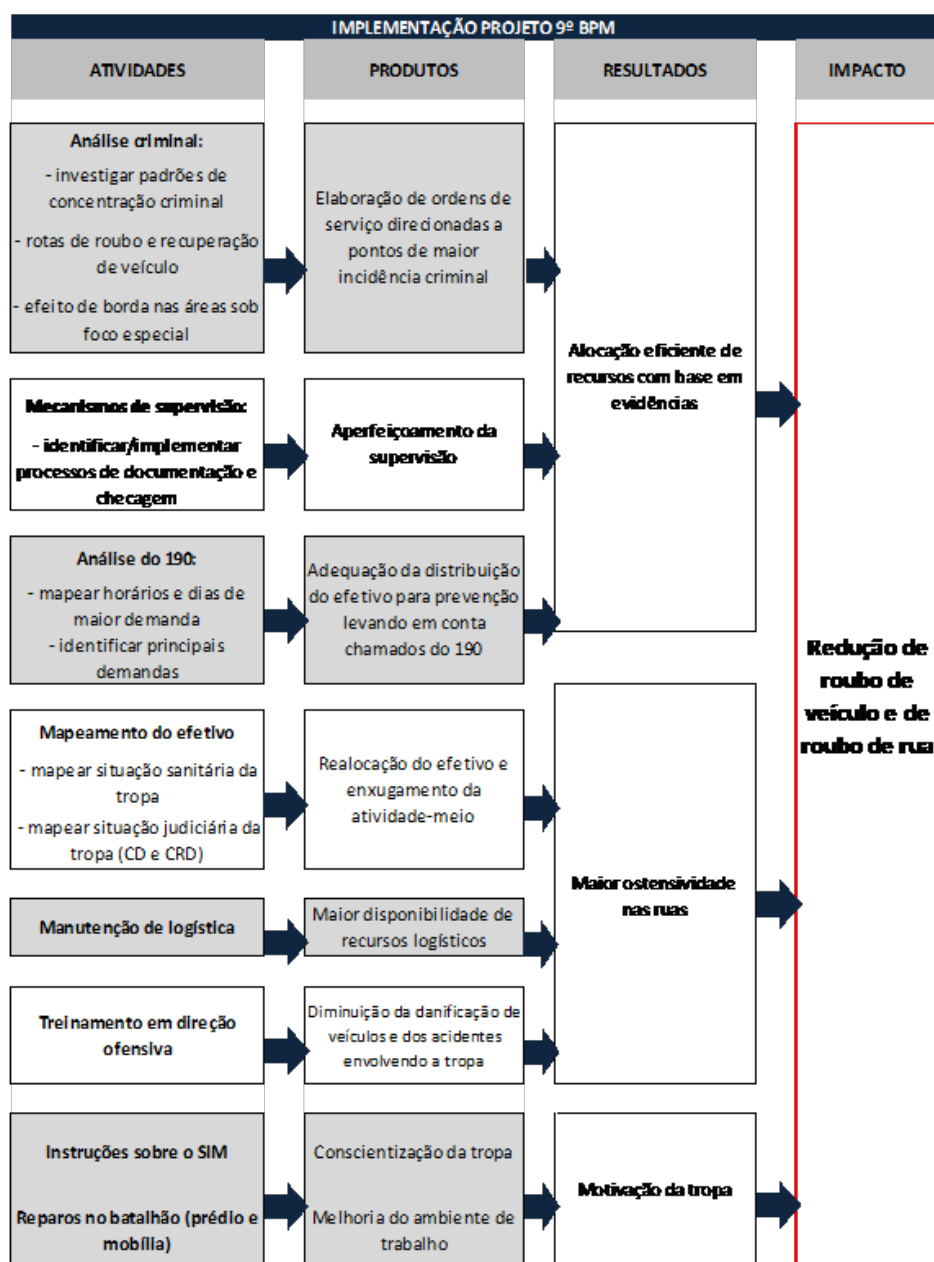 IMPLEMENTAÇÃO PROJETO 9º BPM
ATIVIDADES
PRODUTOS
RESULTADOS
IMPACTO
Análise criminal:
- investigar padrões de
concentração criminal
- rotas de roubo e recuperação
de veículo
- efeito de borda nas áreas sob
foco especial
Elaboração de ordens de
serviço direcionadas a
pontos de maior
incidência criminal
Mecanismos de supervisão:
- identificar/implementar
processos de documentação e
checagem
Aperfeiçoamento da
supervisão
Análise do 190:
- mapear horários e dias de
maior demanda
- identificar principais
demandas
Adequação da distribuição
do efetivo para prevenção
levando em conta
chamados do 190
Alocação eficiente de
recursos com base em
evidências
Mapeamento do efetivo
- mapear situação sanitária da
tropa
- mapear situação judiciária da
tropa (CD e CRD)
Realocação do efetivo e
enxugamento da
atividade-meio
Manutenção de logística
Maior disponibilidade de
recursos logísticos
Treinamento em direção
ofensiva
Diminuição da danificação de
veículos e dos acidentes
envolvendo a tropa
Maior ostensividade
nas ruas
Instruções sobre o SIM
Reparos no batalhão (prédio e
mobília)
Conscientização da tropa
Melhoria do ambiente de
trabalho
Motivação da tropa
Redução de
roubo de
veículo e de
roubo de rua